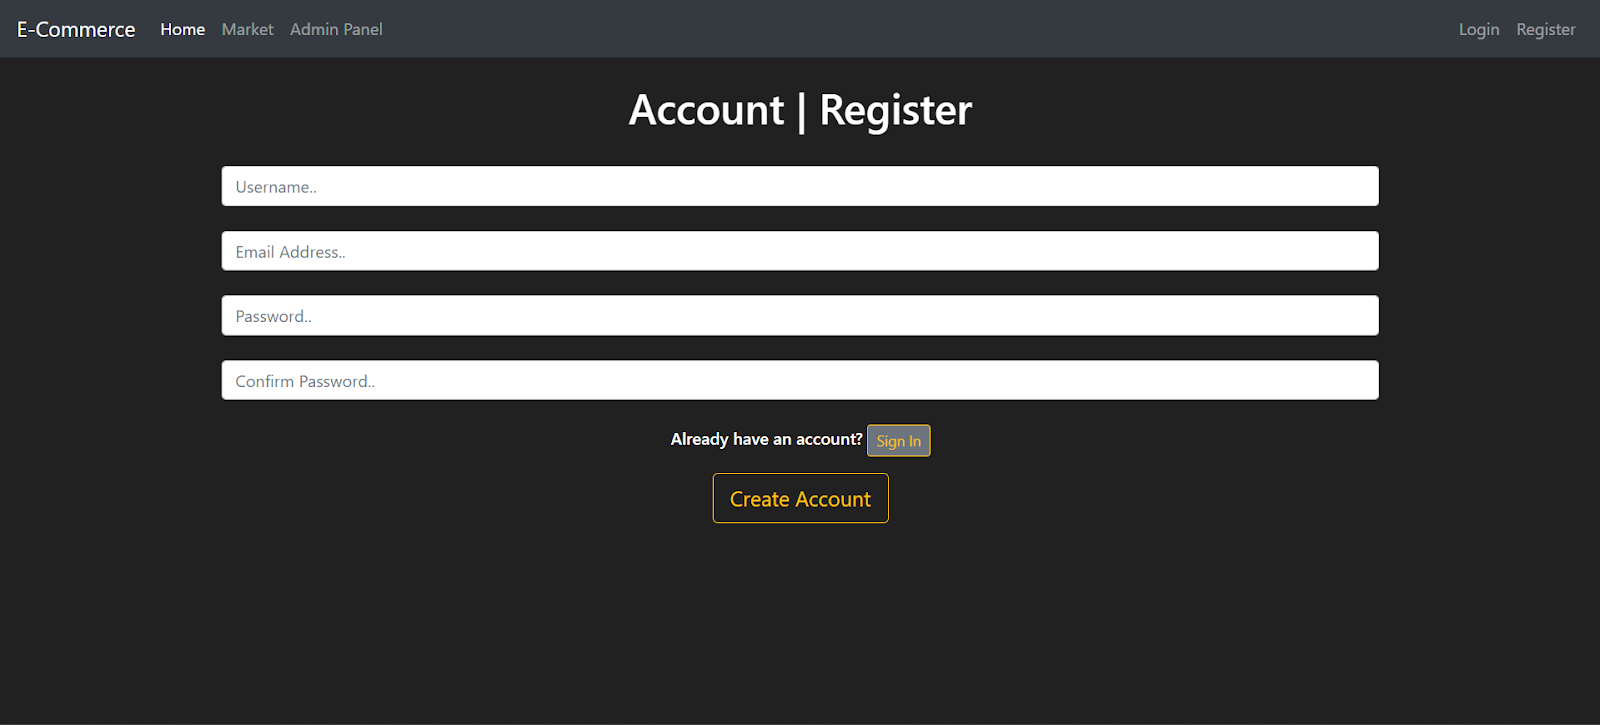 E-Commerce Home Market Admin Panel Login Register
Account | Register
Username..
Email Address..
Password..
Confirm Password..
Already have an account? Sign In
Create Account